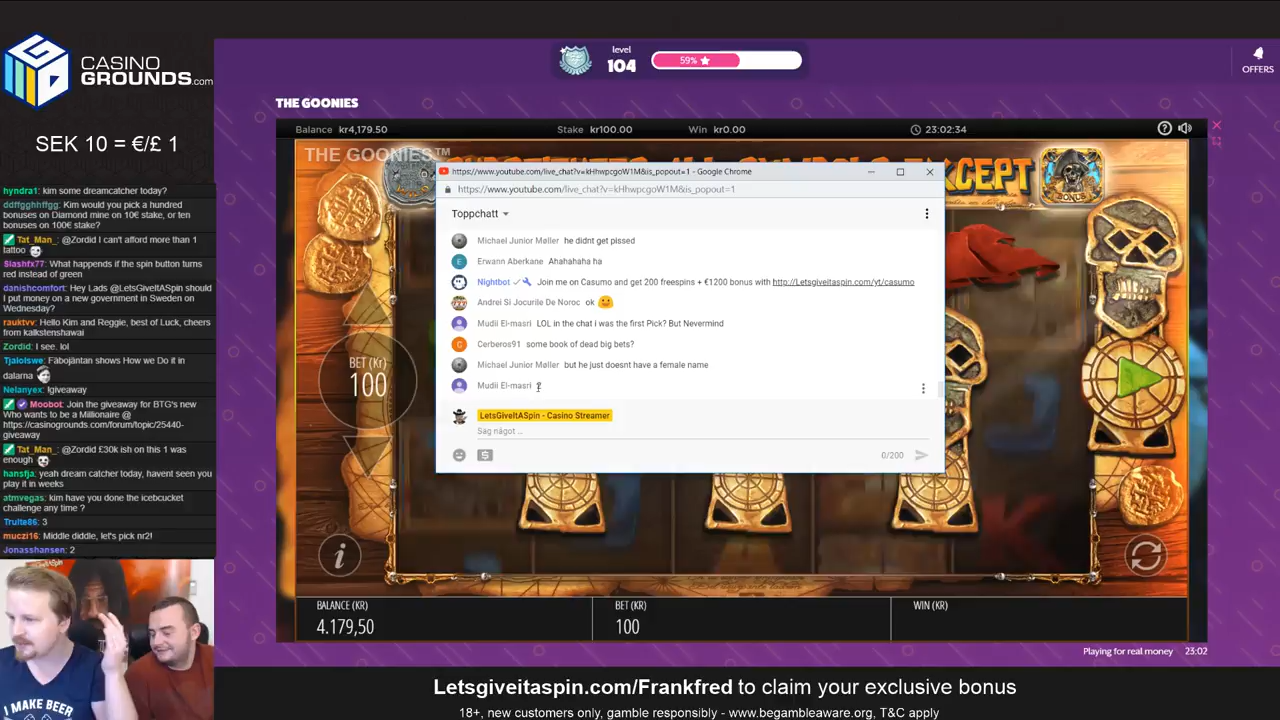 CASINO
GROUNDS.com
SEK 10 = €/£ 1
hyndra1: kim some dreamcatcher today?
ddffgghhffgg: Kim would you pick a hundred
bonuses on Diamond mine on 10€ stake, or ten
bonuses on 100€ stake?
Tat_Man_: @Zordid I can't afford more than 1
tattoo
Slashfx77: What happens if the spin button turns
red instead of green
danishcomfort: Hey Lads @LetsGiveItASpin should
I put money on a new government in Sweden on
Wednesday?
rauktvv: Hello Kim and Reggie, best of Luck, cheers
from kalkstenshawai
Zordid: I see. lol
Tjalolswe: Fäbojäntan shows How we Do it in
dalarna
Nelanyex: !giveaway
Moobot: Join the giveaway for BTG's new
Who wants to be a Millionaire @
https://casinogrounds.com/forum/topic/25440-
giveaway
Tat_Man_: @Zordid £30k ish on this 1 was
enough
hansfja: yeah dream catcher today, havent seen you
play it in weeks
atmvegas: kim have you done the icebcucket
challenge any time ?
Trulte86: 3
muczi16: Middle diddle, let's pick nr2!
Jonasshansen: 2
I MAKE BEER
level
104
59%
OFFERS
THE GOONIES
Balance kr4,179.50
Stake kr100.00
Win kr0.00
23:02:34
THE GOONIES™
BONUS
https://www.youtube.com/live_chat?v=kHhwpcgoW1M&is_popout=1 - Google Chrome
https://www.youtube.com/live_chat?v=kHhwpcgoW1M&is_popout=1
Toppchatt
Michael Junior Møller he didnt get pissed
E Erwann Aberkane Ahahahaha ha
Nightbot Join me on Casumo and get 200 freespins + €1200 bonus with http://Letsgiveitaspin.com/yt/casumo
Andrei Si Jocurile De Noroc ok
Mudii El-masri LOL in the chat i was the first Pick? But Nevermind
C Cerberos91 some book of dead big bets?
Michael Junior Møller but he just doesnt have a female name
Mudii El-masri 2
LetsGiveItASpin - Casino Streamer
Säg något ...
0/200
BET (Kr)
100
BALANCE (KR)
4.179,50
BET (KR)
100
WIN (KR)
Playing for real money 23:02
Letsgiveitaspin.com/Frankfred to claim your exclusive bonus
18+, new customers only, gamble responsibly - www.begambleaware.org, T&C apply